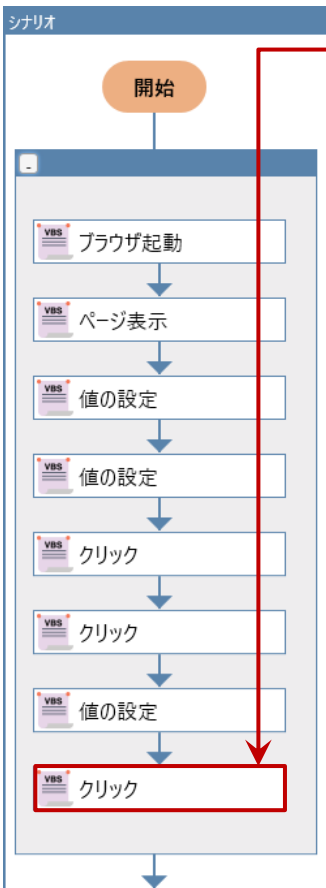 シナリオ
開始
-
VBS ブラウザ起動
VBS ページ表示
VBS 値の設定
VBS 値の設定
VBS クリック
VBS クリック
VBS 値の設定
VBS クリック